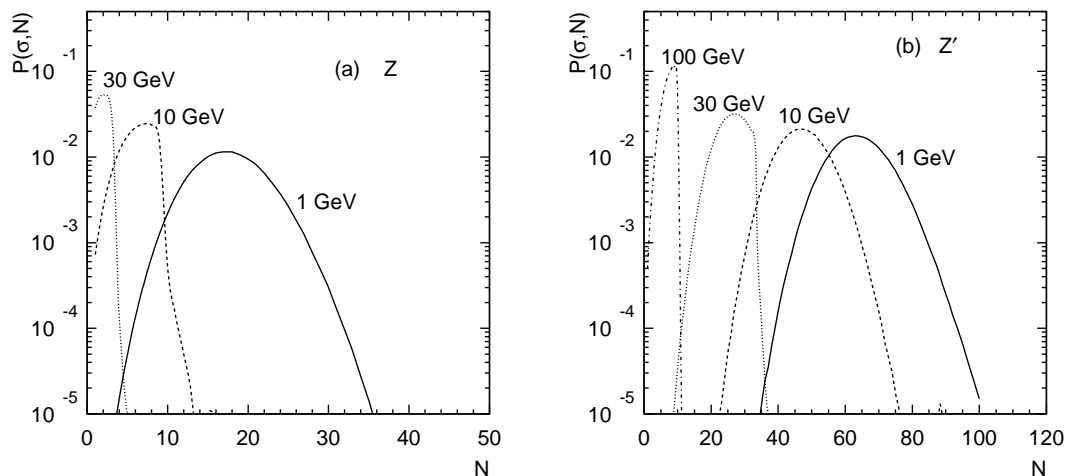 P(σ,N)
10⁻¹
10⁻²
10⁻³
10⁻⁴
10⁻⁵
30 GeV
10 GeV
1 GeV
(a) Z
0 10 20 30 40 50
N
P(σ,N)
10⁻¹
10⁻²
10⁻³
10⁻⁴
10⁻⁵
100 GeV
30 GeV
10 GeV
1 GeV
(b) Z′
0 20 40 60 80 100 120
N